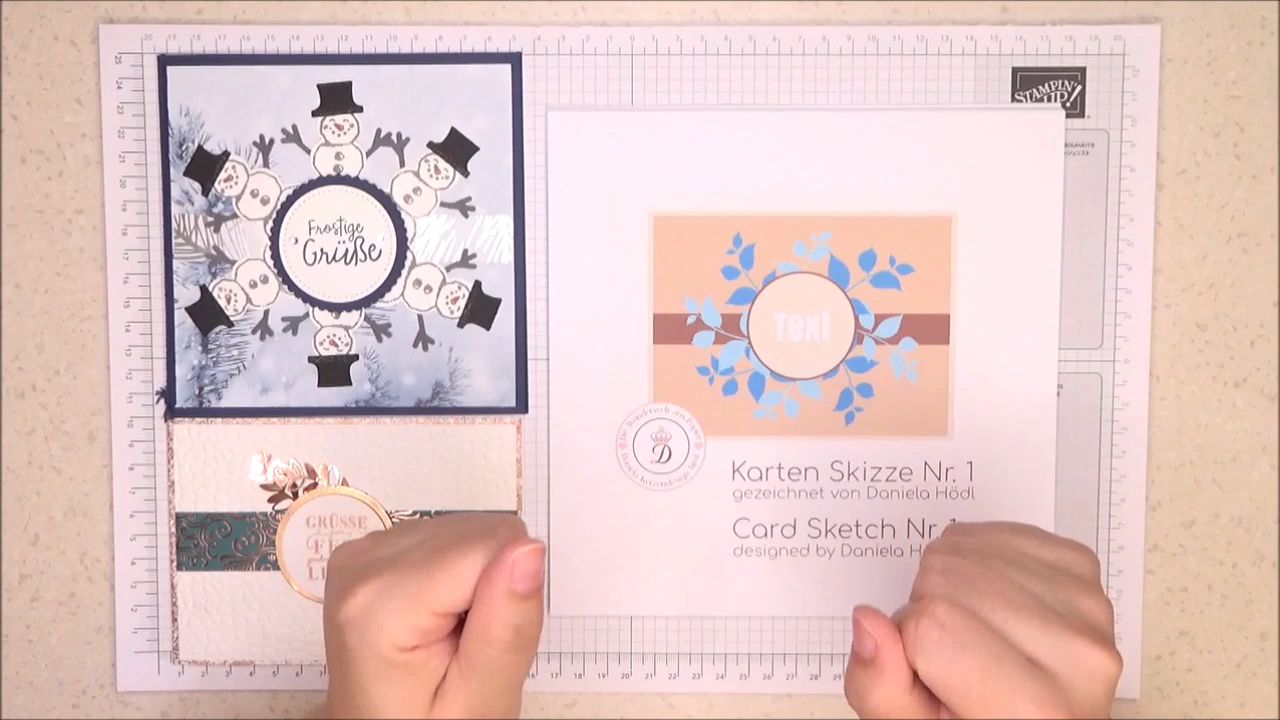 Frostige
Grüße
GRÜSSE
STAMPIN'
UP!
Text
D
Karten Skizze Nr. 1
gezeichnet von Daniela Hödl
Card Sketch Nr. 1
designed by Daniela